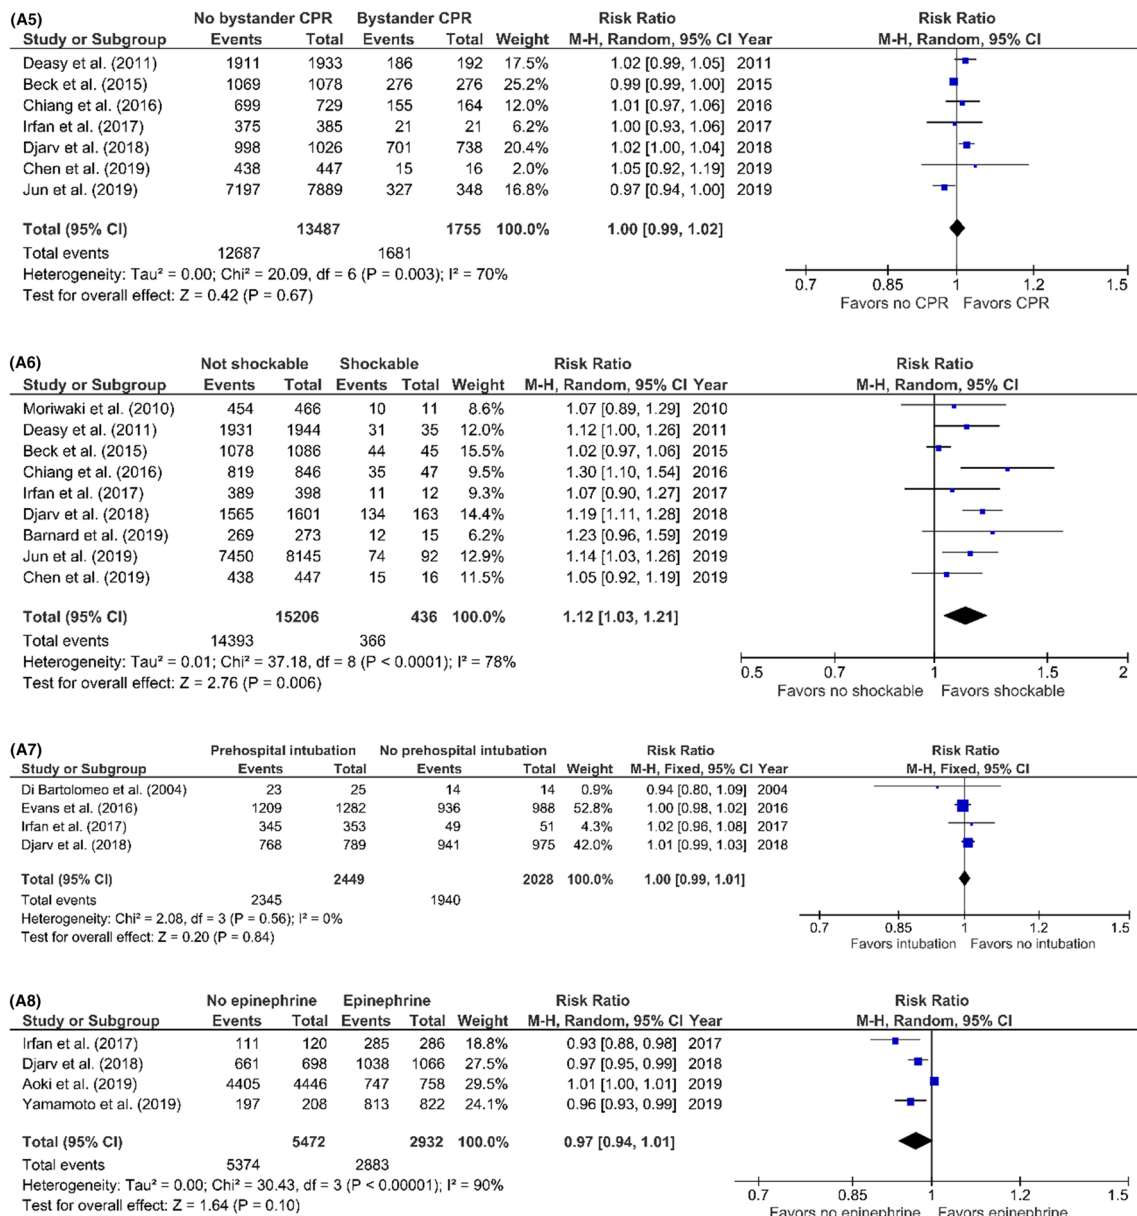 (A5) No bystander CPR Bystander CPR Risk Ratio Risk Ratio
Study or Subgroup Events Total Events Total Weight M-H, Random, 95% CI Year M-H, Random, 95% CI
Deasy et al. (2011) 1911 1933 186 192 17.5% 1.02 [0.99, 1.05] 2011
Beck et al. (2015) 1069 1078 276 276 25.2% 0.99 [0.99, 1.00] 2015
Chiang et al. (2016) 699 729 155 164 12.0% 1.01 [0.97, 1.06] 2016
Irfan et al. (2017) 375 385 21 21 6.2% 1.00 [0.93, 1.06] 2017
Djarv et al. (2018) 998 1026 701 738 20.4% 1.02 [1.00, 1.04] 2018
Chen et al. (2019) 438 447 15 16 2.0% 1.05 [0.92, 1.19] 2019
Jun et al. (2019) 7197 7889 327 348 16.8% 0.97 [0.94, 1.00] 2019
Total (95% CI) 13487 1755 100.0% 1.00 [0.99, 1.02]
Total events 12687 1681
Heterogeneity: Tau² = 0.00; Chi² = 20.09, df = 6 (P = 0.003); I² = 70%
Test for overall effect: Z = 0.42 (P = 0.67)
0.7 0.85 1 1.2 1.5
Favors no CPR Favors CPR
(A6) Not shockable Shockable Risk Ratio Risk Ratio
Study or Subgroup Events Total Events Total Weight M-H, Random, 95% CI Year M-H, Random, 95% CI
Moriwaki et al. (2010) 454 466 10 11 8.6% 1.07 [0.89, 1.29] 2010
Deasy et al. (2011) 1931 1944 31 35 12.0% 1.12 [1.00, 1.26] 2011
Beck et al. (2015) 1078 1086 44 45 15.5% 1.02 [0.97, 1.06] 2015
Chiang et al. (2016) 819 846 35 47 9.5% 1.30 [1.10, 1.54] 2016
Irfan et al. (2017) 389 398 11 12 9.3% 1.07 [0.90, 1.27] 2017
Djarv et al. (2018) 1565 1601 134 163 14.4% 1.19 [1.11, 1.28] 2018
Barnard et al. (2019) 269 273 12 15 6.2% 1.23 [0.96, 1.59] 2019
Jun et al. (2019) 7450 8145 74 92 12.9% 1.14 [1.03, 1.26] 2019
Chen et al. (2019) 438 447 15 16 11.5% 1.05 [0.92, 1.19] 2019
Total (95% CI) 15206 436 100.0% 1.12 [1.03, 1.21]
Total events 14393 366
Heterogeneity: Tau² = 0.01; Chi² = 37.18, df = 8 (P < 0.0001); I² = 78%
Test for overall effect: Z = 2.76 (P = 0.006)
0.5 0.7 1 1.5 2
Favors no shockable Favors shockable
(A7) Prehospital intubation No prehospital intubation Risk Ratio Risk Ratio
Study or Subgroup Events Total Events Total Weight M-H, Fixed, 95% CI Year M-H, Fixed, 95% CI
Di Bartolomeo et al. (2004) 23 25 14 14 0.9% 0.94 [0.80, 1.09] 2004
Evans et al. (2016) 1209 1282 936 988 52.8% 1.00 [0.98, 1.02] 2016
Irfan et al. (2017) 345 353 49 51 4.3% 1.02 [0.96, 1.08] 2017
Djarv et al. (2018) 768 789 941 975 42.0% 1.01 [0.99, 1.03] 2018
Total (95% CI) 2449 2028 100.0% 1.00 [0.99, 1.01]
Total events 2345 1940
Heterogeneity: Chi² = 2.08, df = 3 (P = 0.56); I² = 0%
Test for overall effect: Z = 0.20 (P = 0.84)
0.7 0.85 1 1.2 1.5
Favors intubation Favors no intubation
(A8) No epinephrine Epinephrine Risk Ratio Risk Ratio
Study or Subgroup Events Total Events Total Weight M-H, Random, 95% CI Year M-H, Random, 95% CI
Irfan et al. (2017) 111 120 285 286 18.8% 0.93 [0.88, 0.98] 2017
Djarv et al. (2018) 661 698 1038 1066 27.5% 0.97 [0.95, 0.99] 2018
Aoki et al. (2019) 4405 4446 747 758 29.5% 1.01 [1.00, 1.01] 2019
Yamamoto et al. (2019) 197 208 813 822 24.1% 0.96 [0.93, 0.99] 2019
Total (95% CI) 5472 2932 100.0% 0.97 [0.94, 1.01]
Total events 5374 2883
Heterogeneity: Tau² = 0.00; Chi² = 30.43, df = 3 (P < 0.00001); I² = 90%
Test for overall effect: Z = 1.64 (P = 0.10)
0.7 0.85 1 1.2 1.5
Favors no epinephrine Favors epinephrine